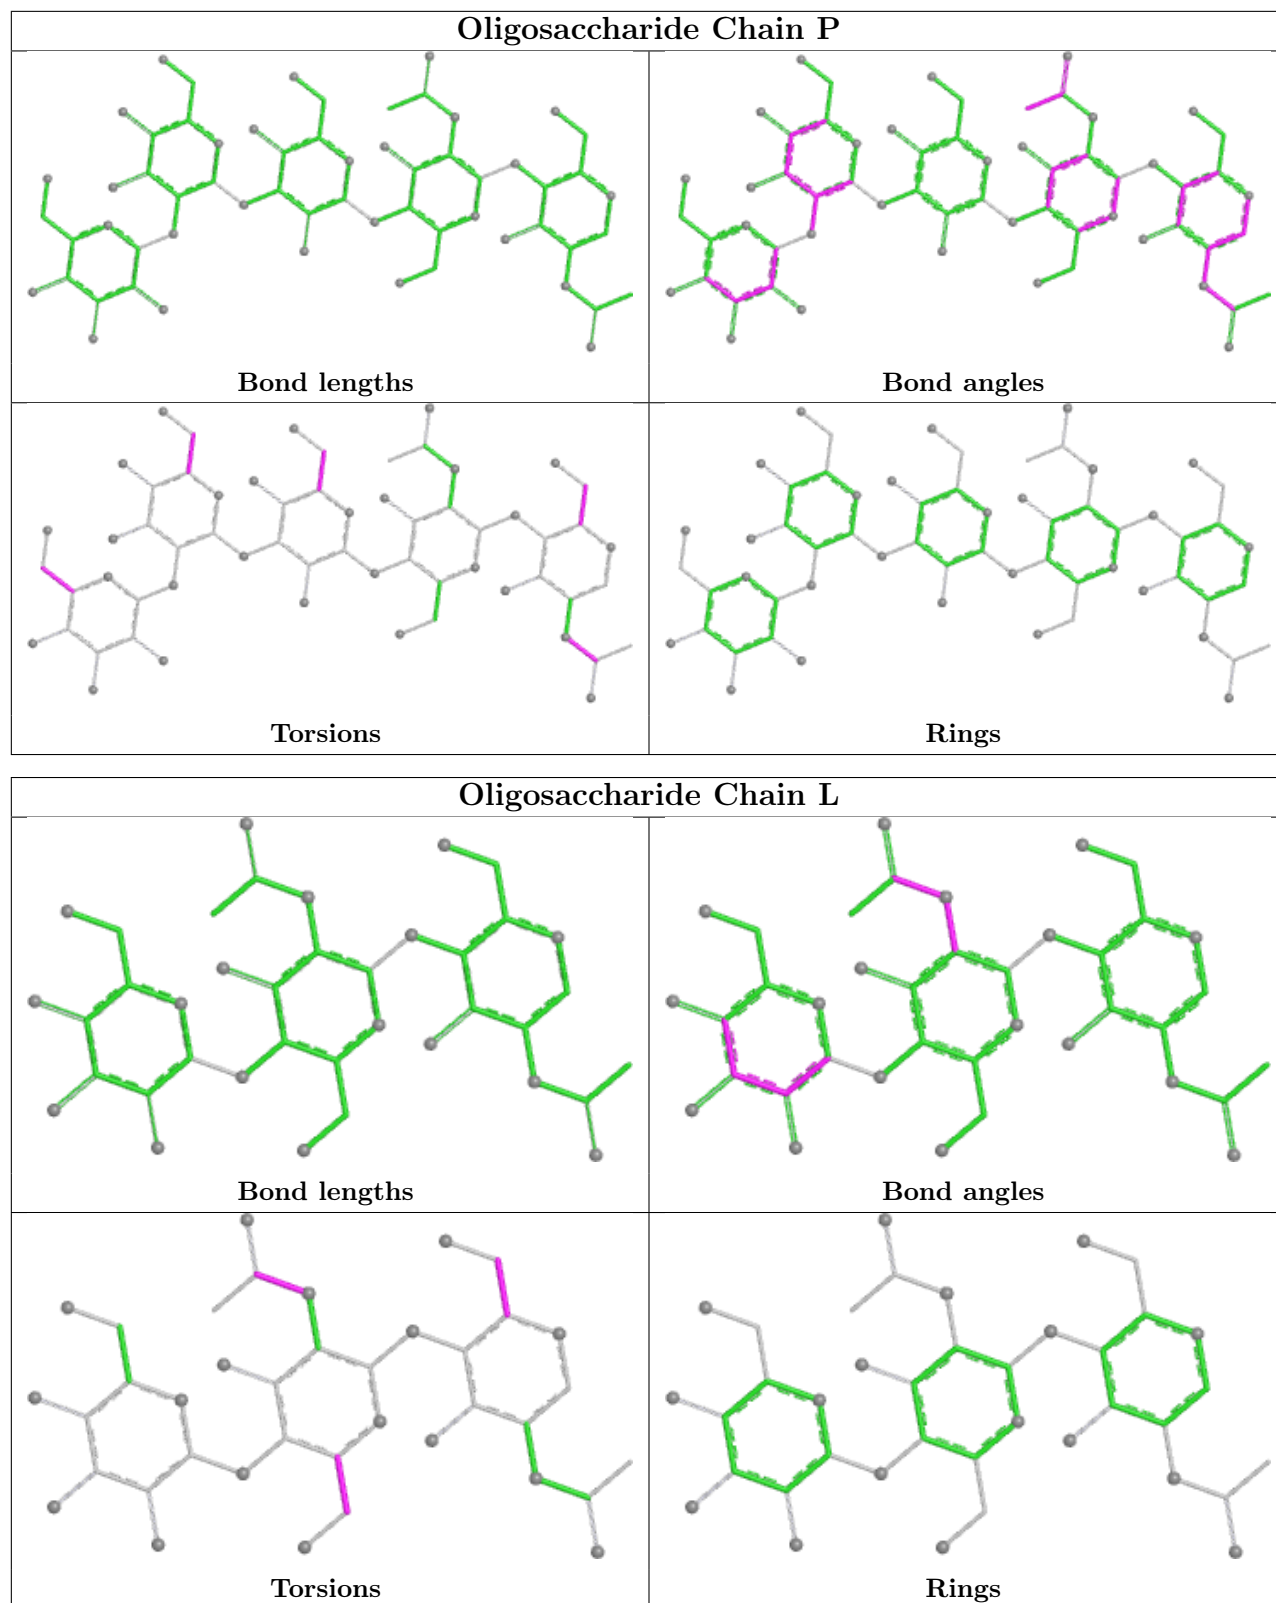 Oligosaccharide Chain P
Bond lengths
Bond angles
Torsions
Rings
Oligosaccharide Chain L
Bond lengths
Bond angles
Torsions
Rings